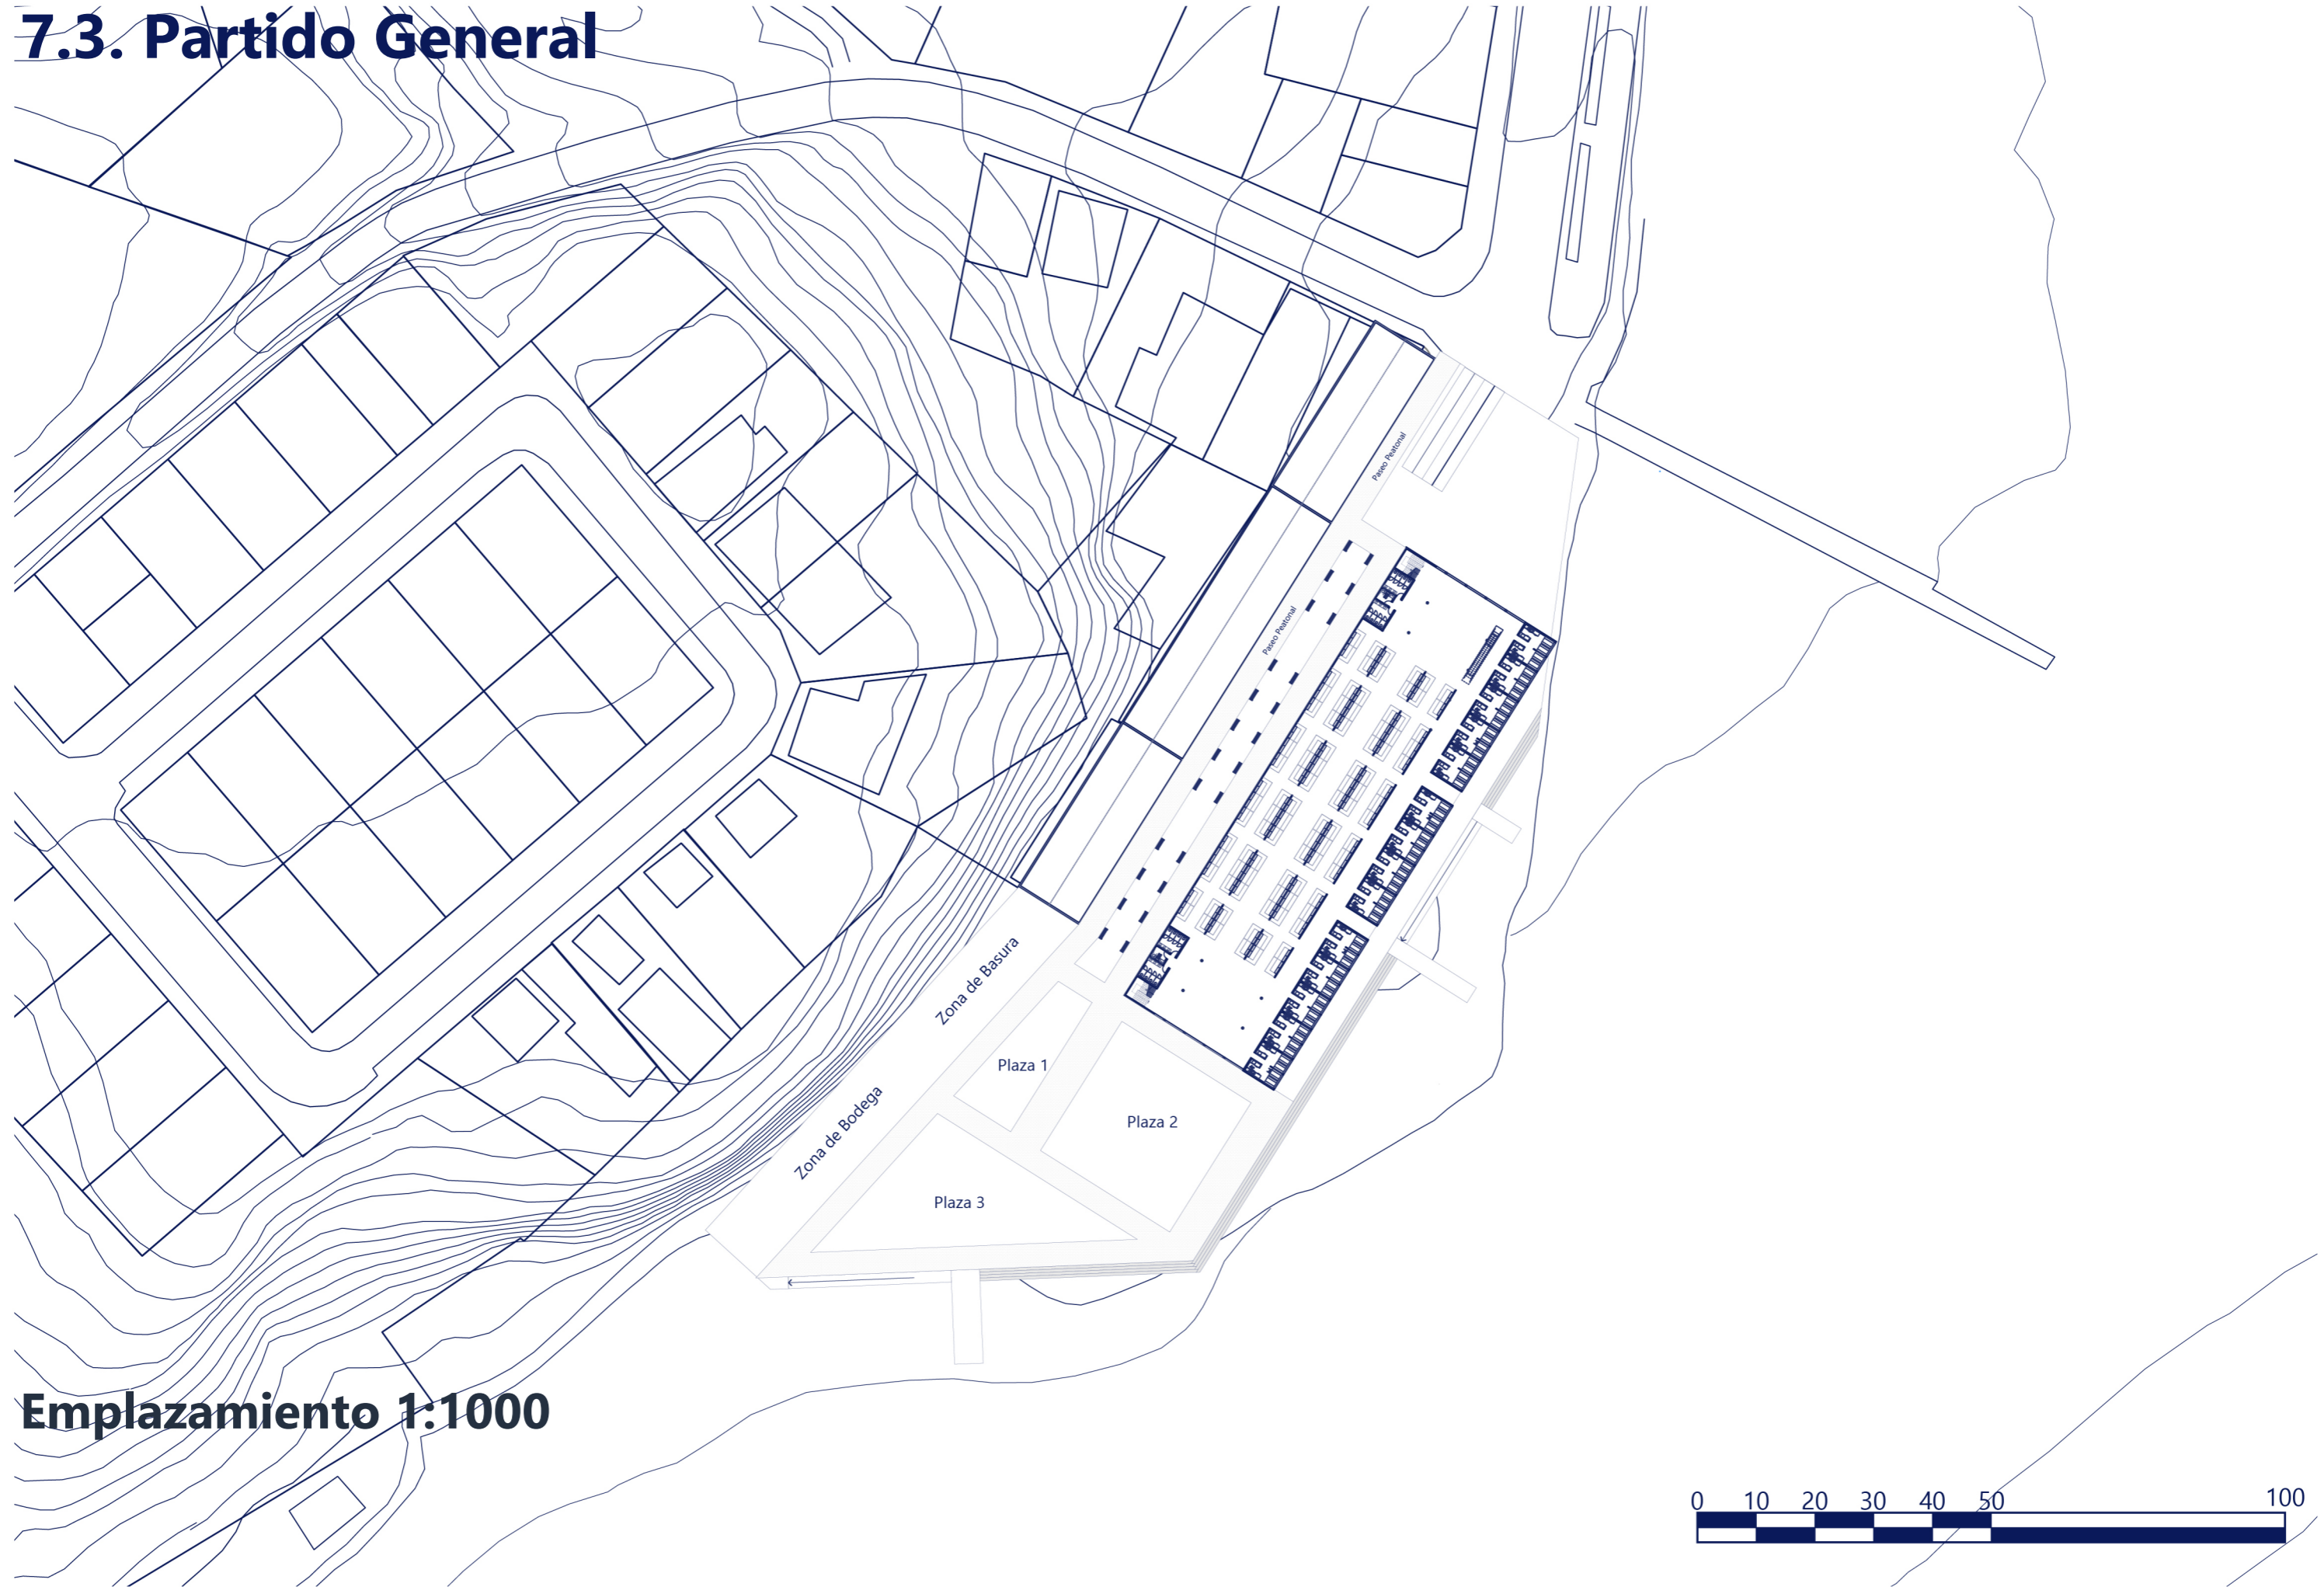 7.3. Partido General
Paseo Peatonal
Paseo Peatonal
Zona de Basura
Plaza 1
Zona de Bodega
Plaza 2
Plaza 3
Emplazamiento 1:1000
0 10 20 30 40 50 100